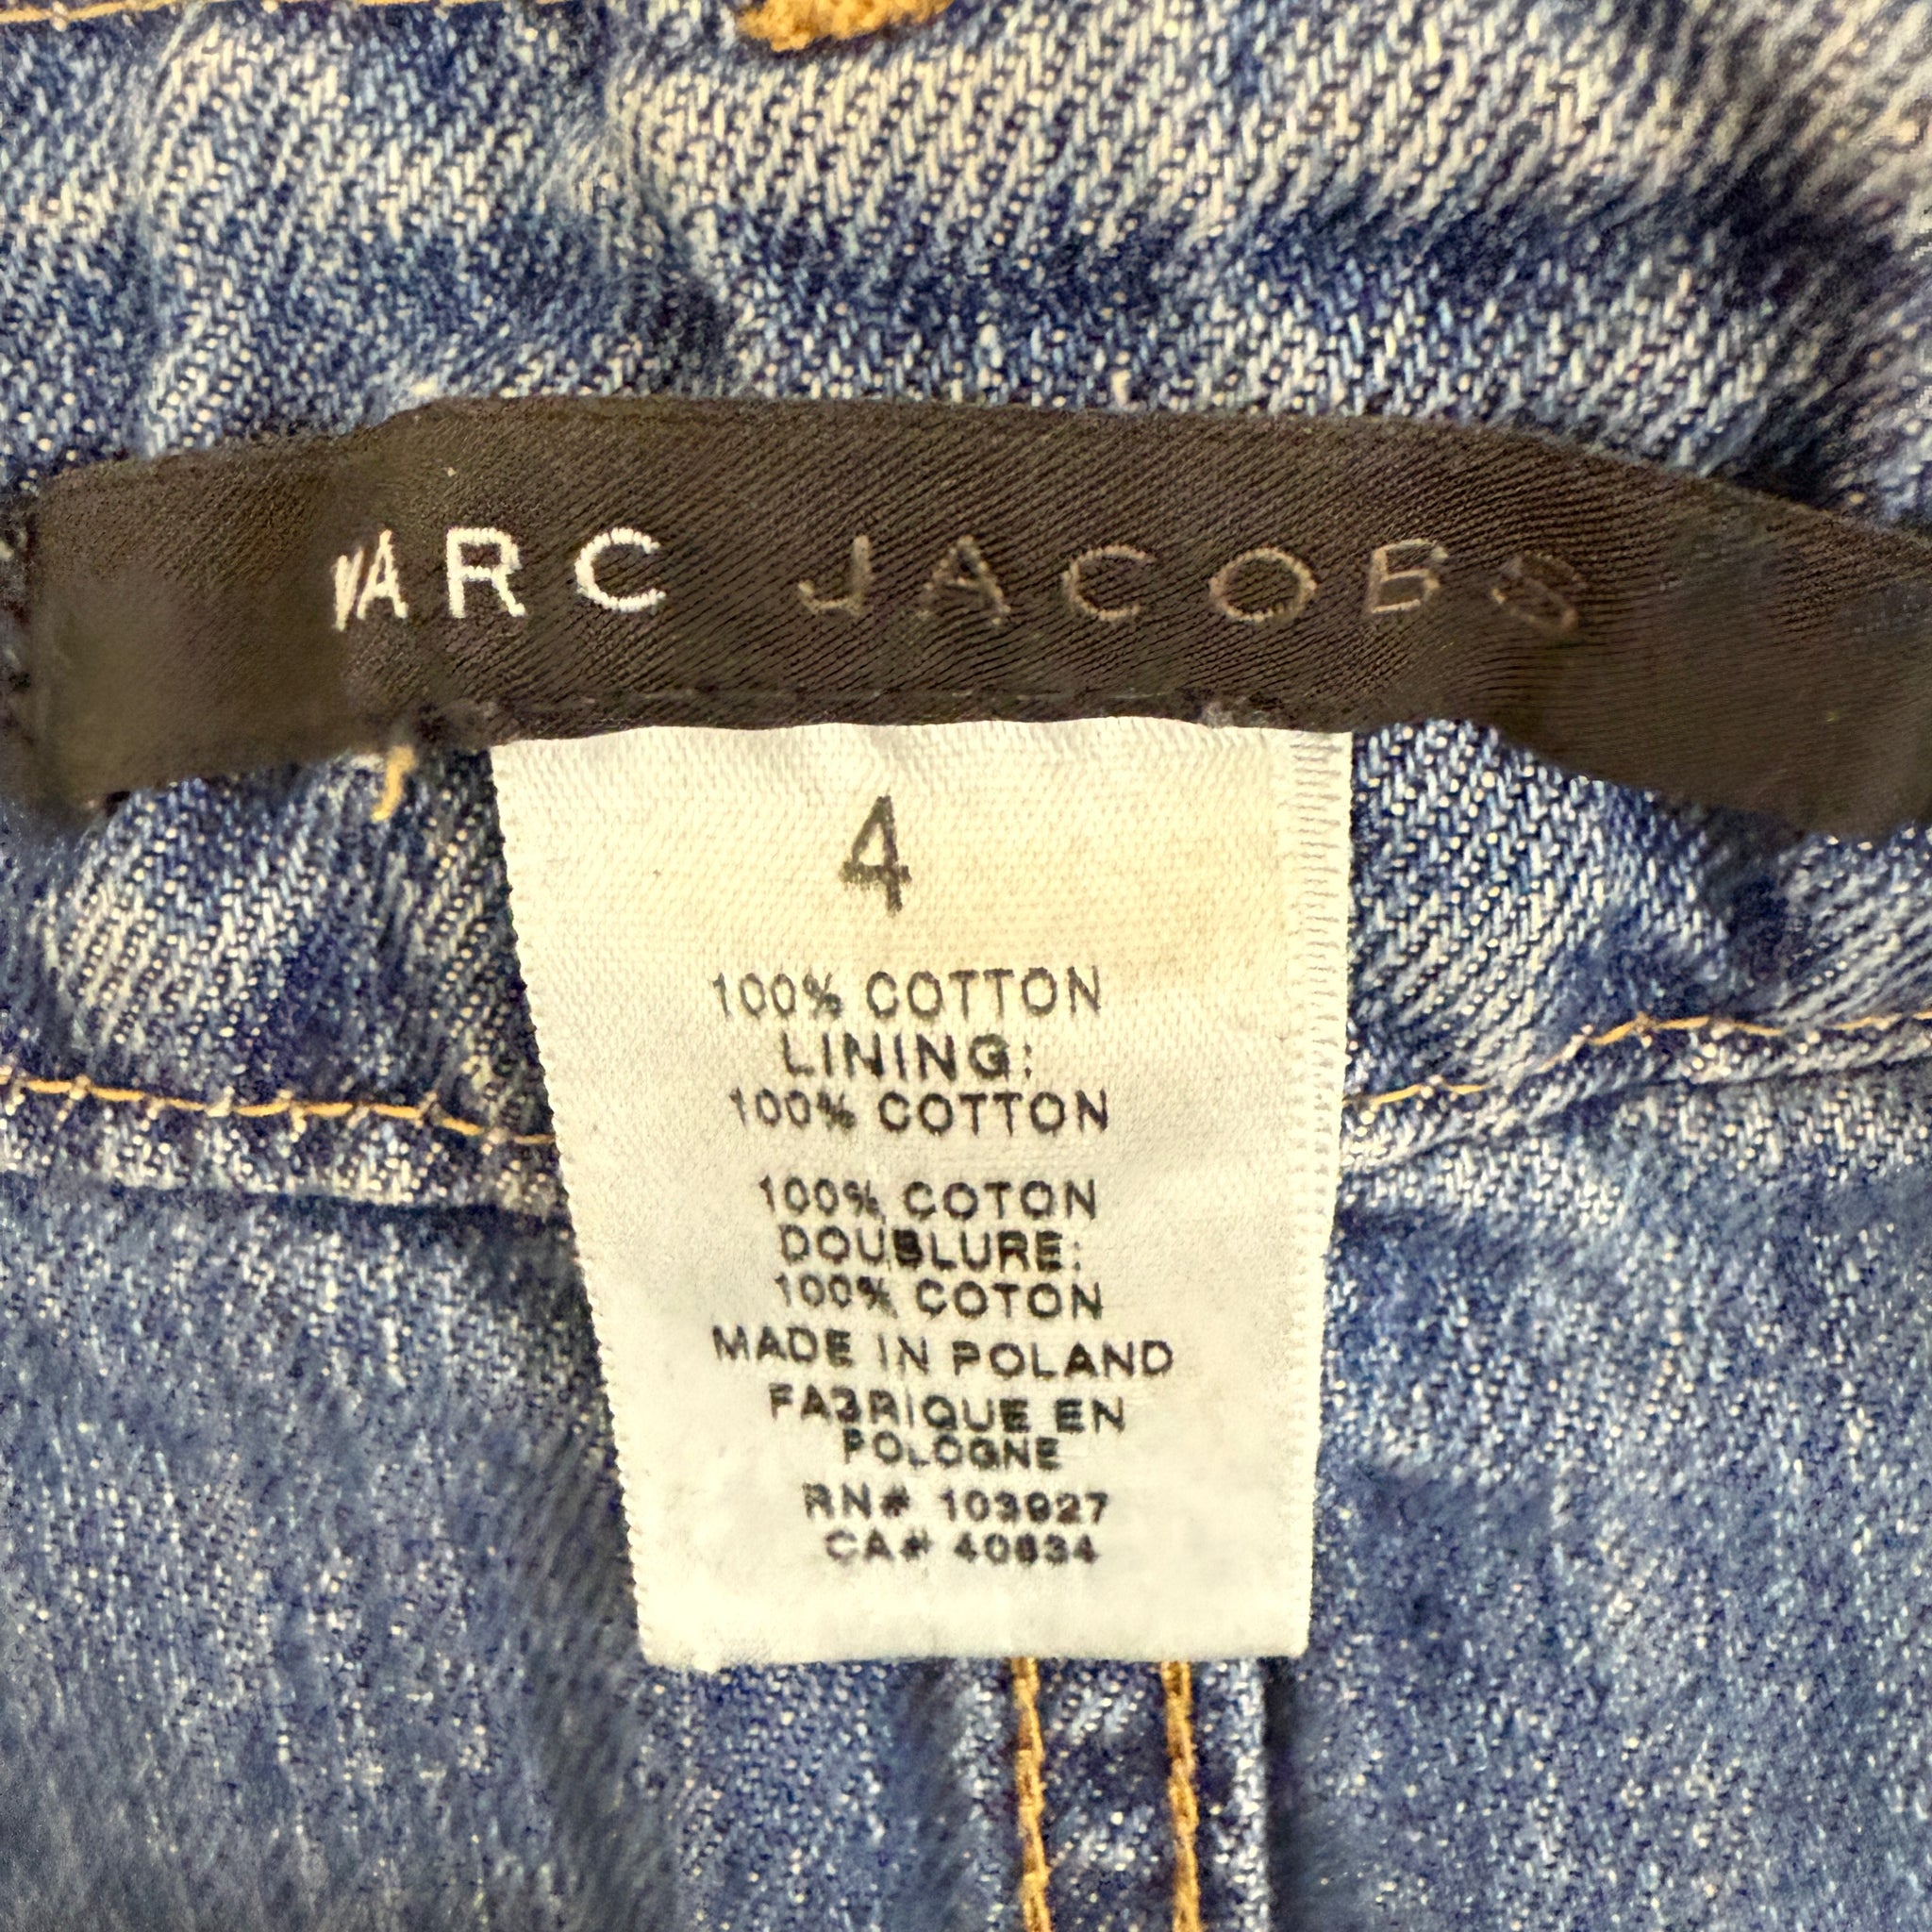 MARC JACOBS
4
100% COTTON
LINING:
100% COTTON
100% COTON
DOUBLURE:
100% COTON
MADE IN POLAND
FABRIQUE EN
POLOGNE
RN# 103927
CA# 40834